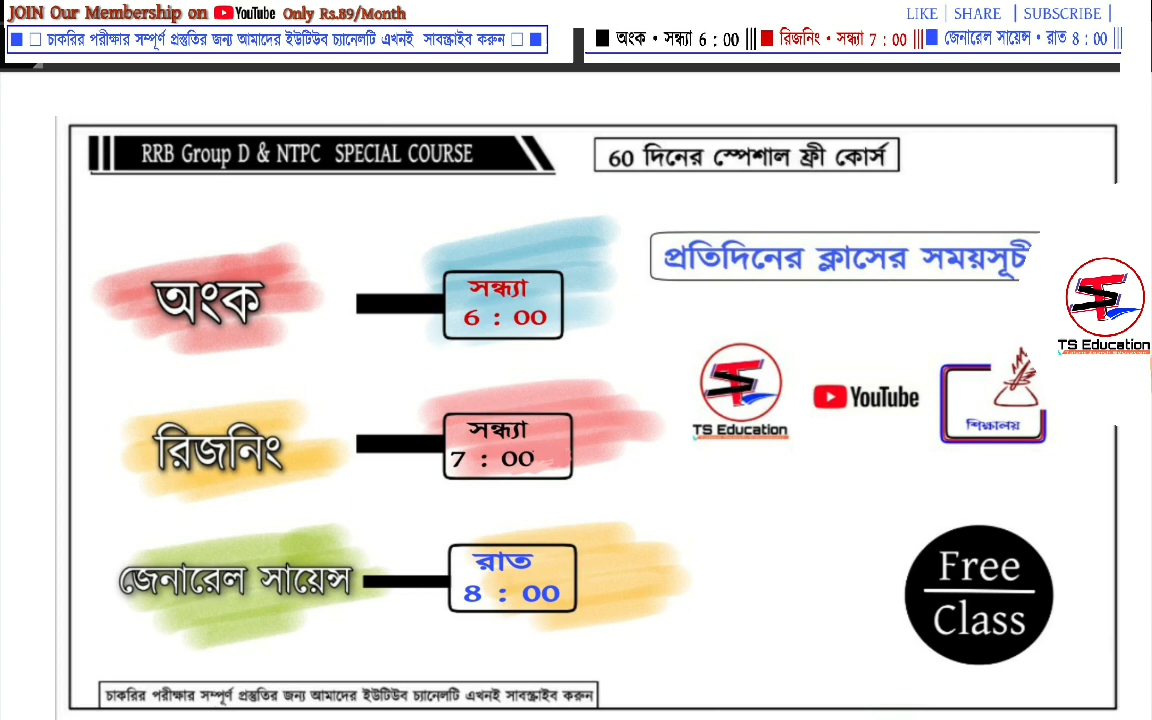 JOIN Our Membership on YouTube Only Rs.89/Month
LIKE | SHARE | SUBSCRIBE |
চাকরির পরীক্ষার সম্পূর্ণ প্রস্তুতির জন্য আমাদের ইউটিউব চ্যানেলটি এখনই সাবস্ক্রাইব করুন
অংক • সন্ধ্যা 6 : 00 ||| রিজনিং • সন্ধ্যা 7 : 00 ||| জেনারেল সায়েন্স • রাত 8 : 00 |||
RRB Group D & NTPC SPECIAL COURSE
60 দিনের স্পেশাল ফ্রী কোর্স
প্রতিদিনের ক্লাসের সময়সূচী
অংক
সন্ধ্যা
6 : 00
TS Education
রিজনিং
সন্ধ্যা
7 : 00
TS Education
YouTube
শিক্ষালয়
জেনারেল সায়েন্স
রাত
8 : 00
Free
Class
চাকরির পরীক্ষার সম্পূর্ণ প্রস্তুতির জন্য আমাদের ইউটিউব চ্যানেলটি এখনই সাবস্ক্রাইব করুন